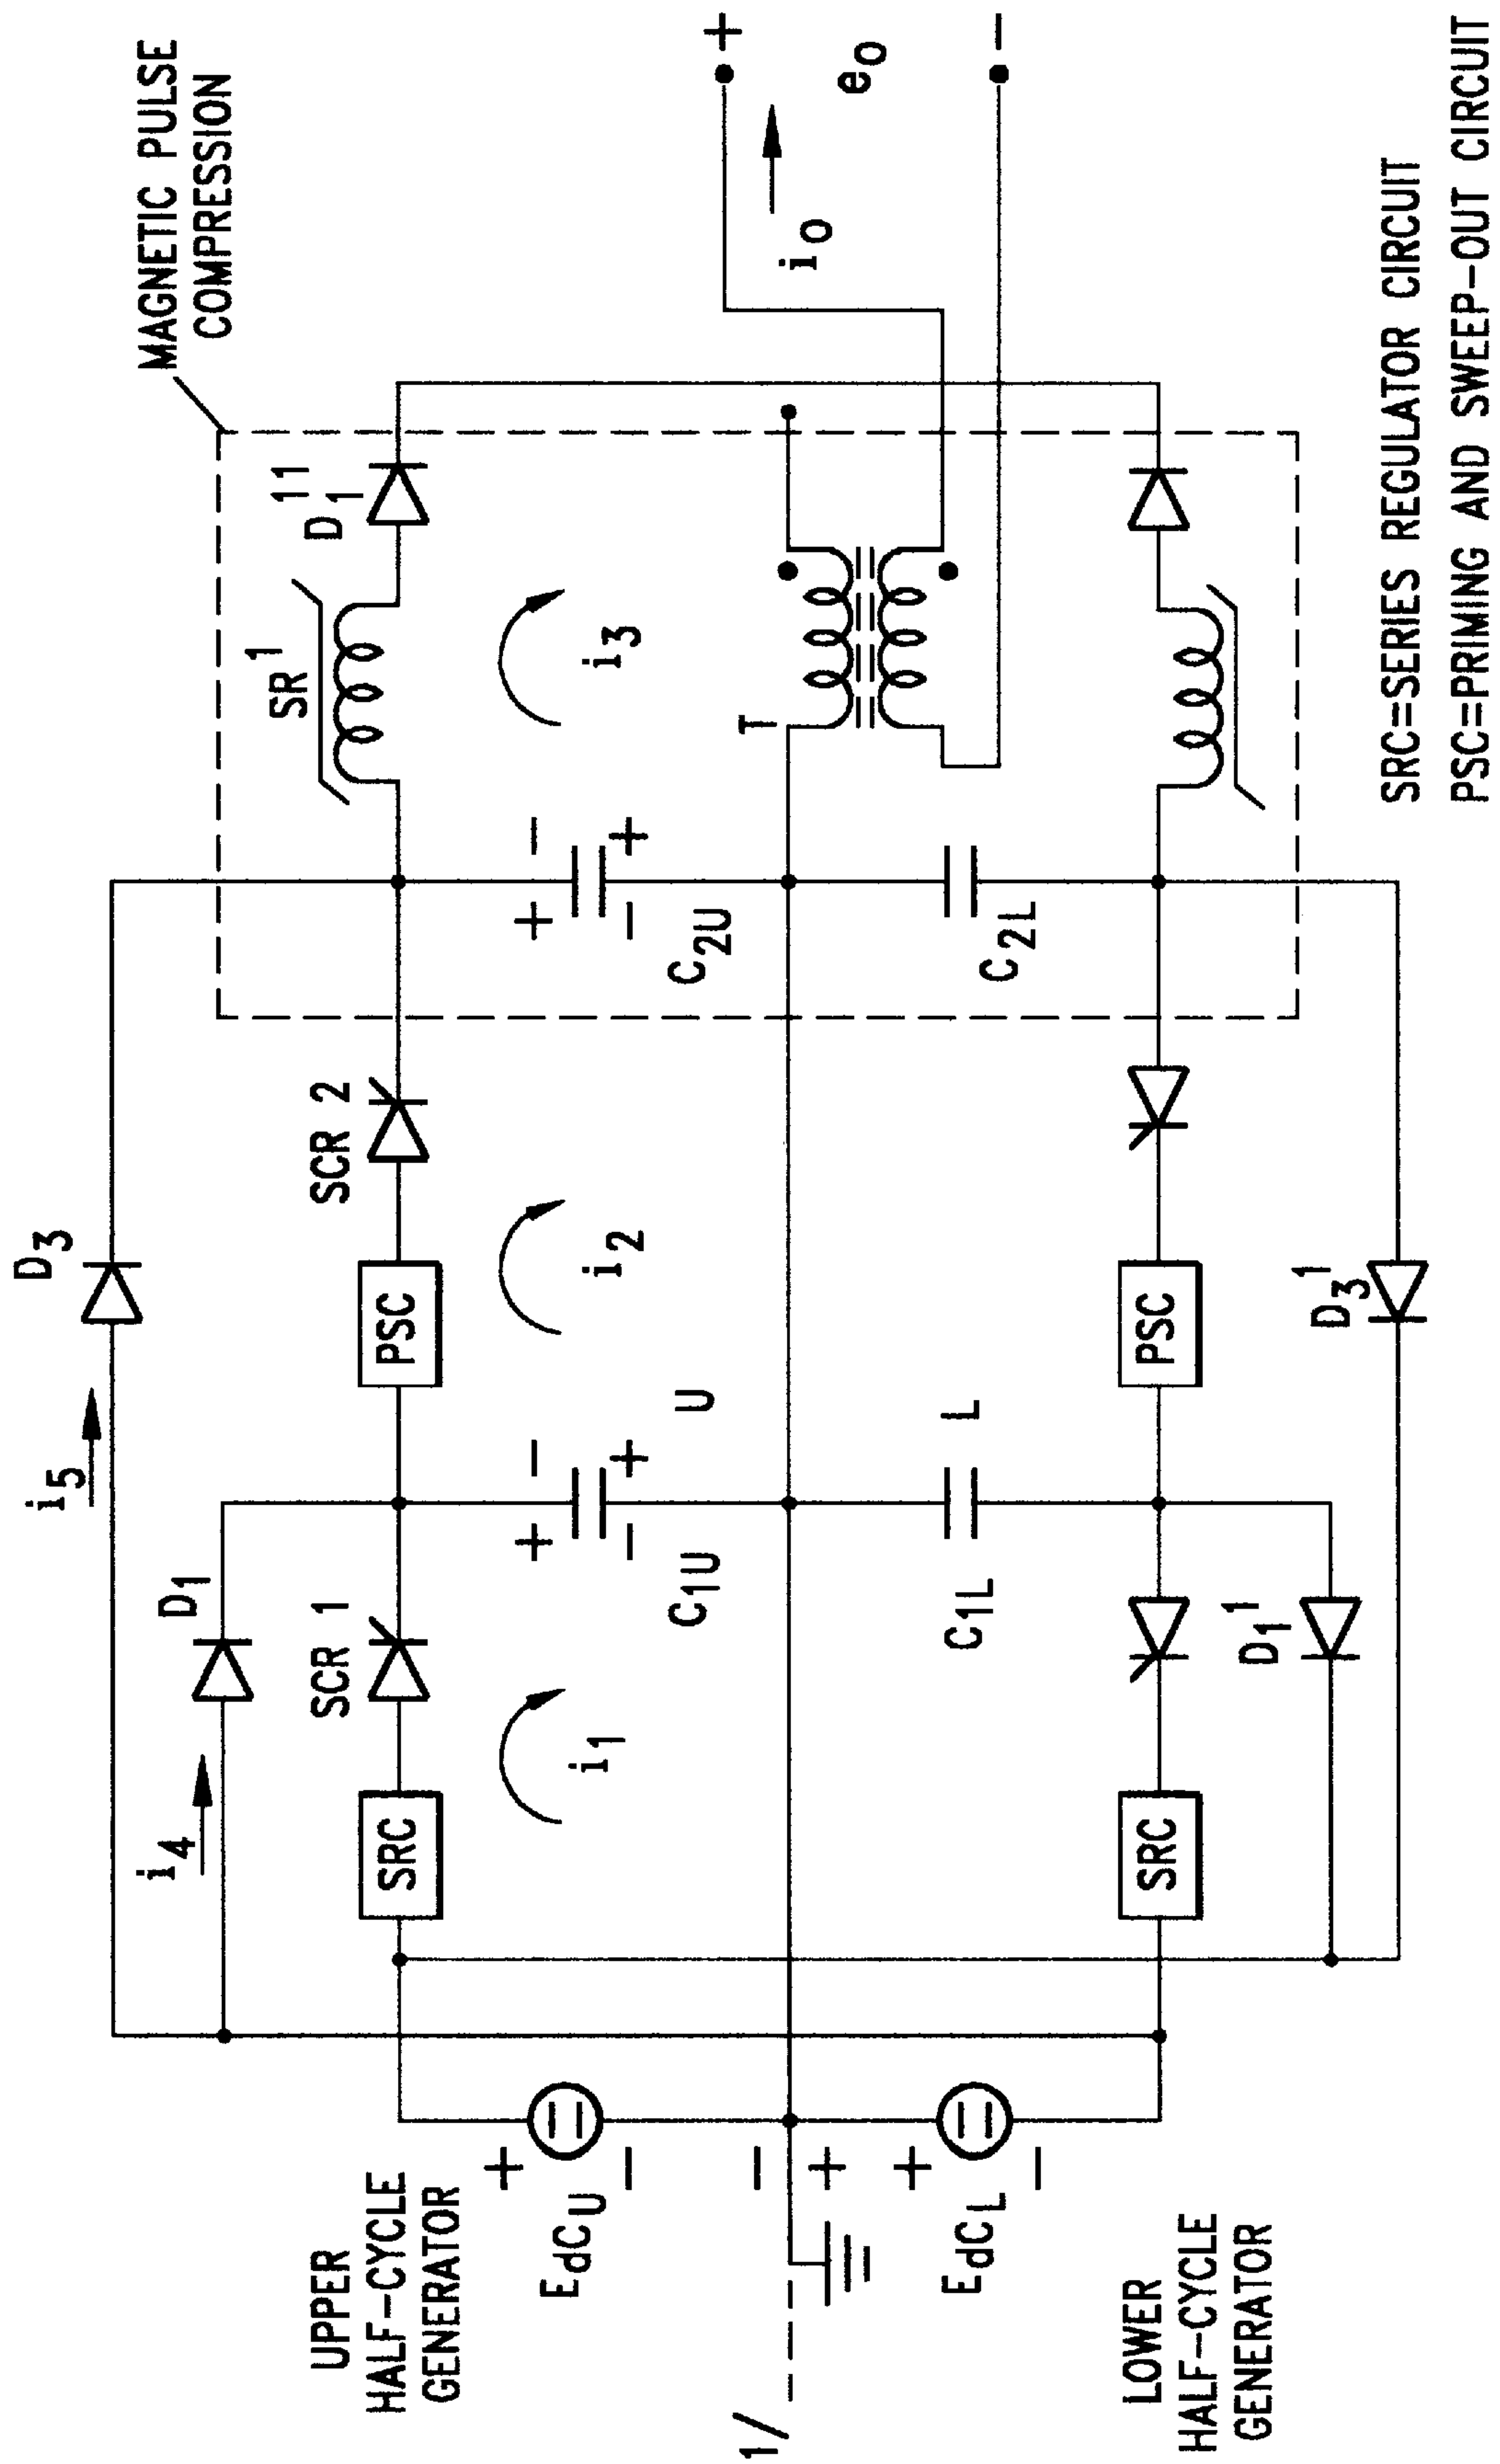 MAGNETIC PULSE
COMPRESSION
D3
i5
D1
i4
SCR 1
SCR 2
SR1
D111
SRC
PSC
i1
i2
i3
+ -
- +
C1U
U
+ -
- +
C2U
T
i0
+
e0
-
UPPER
HALF-CYCLE
GENERATOR
+
-
EdCU
-
+
1/
+
-
EdCL
LOWER
HALF-CYCLE
GENERATOR
C1L
L
C2L
SRC
PSC
D11
D31
SRC=SERIES REGULATOR CIRCUIT
PSC=PRIMING AND SWEEP-OUT CIRCUIT